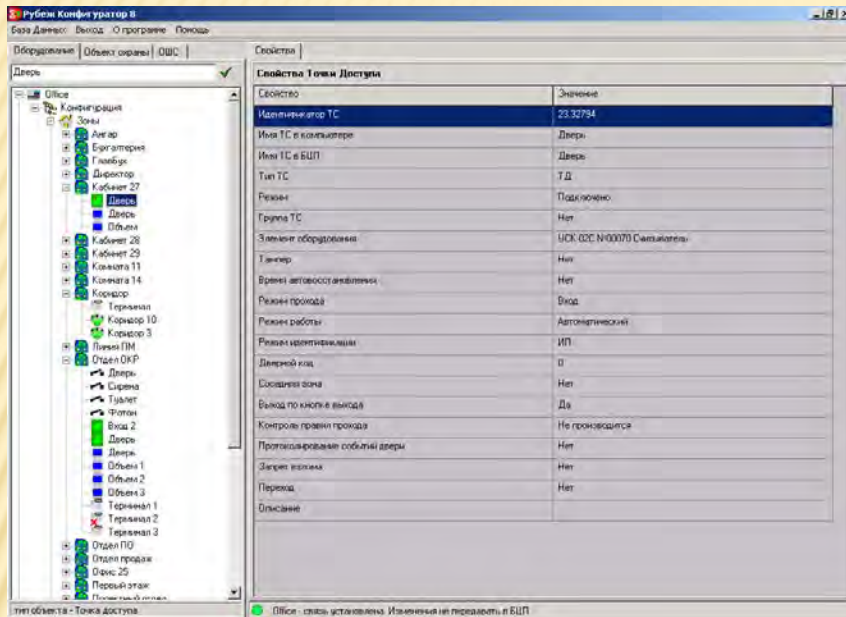 Рубеж Конфигуратор 8
База Данных Выход О программе Помощь
Оборудование Объект охраны ОШС
Свойства
Дверь
Свойства Точки Доступа
Office
Конфигурация
Зоны
Ангар
Бухгалтерия
ГлавБух
Директор
Кабинет 27
Дверь
Дверь
Объем
Кабинет 28
Кабинет 29
Комната 11
Комната 14
Коридор
Терминал
Коридор 10
Коридор 3
Линия ПМ
Отдел ОКР
Дверь
Сирена
Туалет
Фотон
Вход 2
Дверь
Дверь
Объем 1
Объем 2
Объем 3
Терминал 1
Терминал 2
Терминал 3
Отдел ПО
Отдел продаж
Офис 25
Первый этаж
Проектный отдел
Свойство Значение
Идентификатор ТС 23.32794
Имя ТС в компьютере Дверь
Имя ТС в БЦП Дверь
Тип ТС ТД
Режим Подключено
Группа ТС Нет
Элемент оборудования УСК-02С №00070 Считыватель
Тампер Нет
Время автовосстановления Нет
Режим прохода Вход
Режим работы Автоматический
Режим идентификации ИП
Дверной код 0
Соседняя зона Нет
Выход по кнопке выхода Да
Контроль правил прохода Не производится
Протоколирование событий двери Нет
Запрет взлома Нет
Переход Нет
Описание
тип объекта - Точка доступа
Office - связь установлена. Изменения не передавать в БЦП